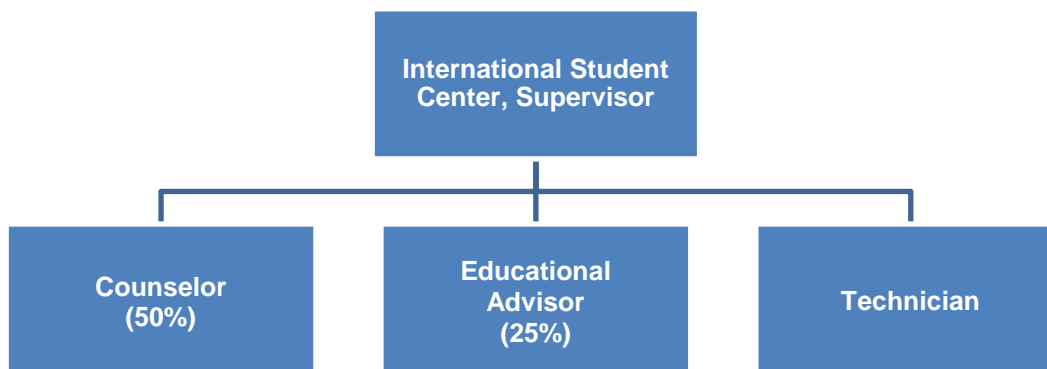 International Student
Center, Supervisor
Counselor
(50%)
Educational
Advisor
(25%)
Technician